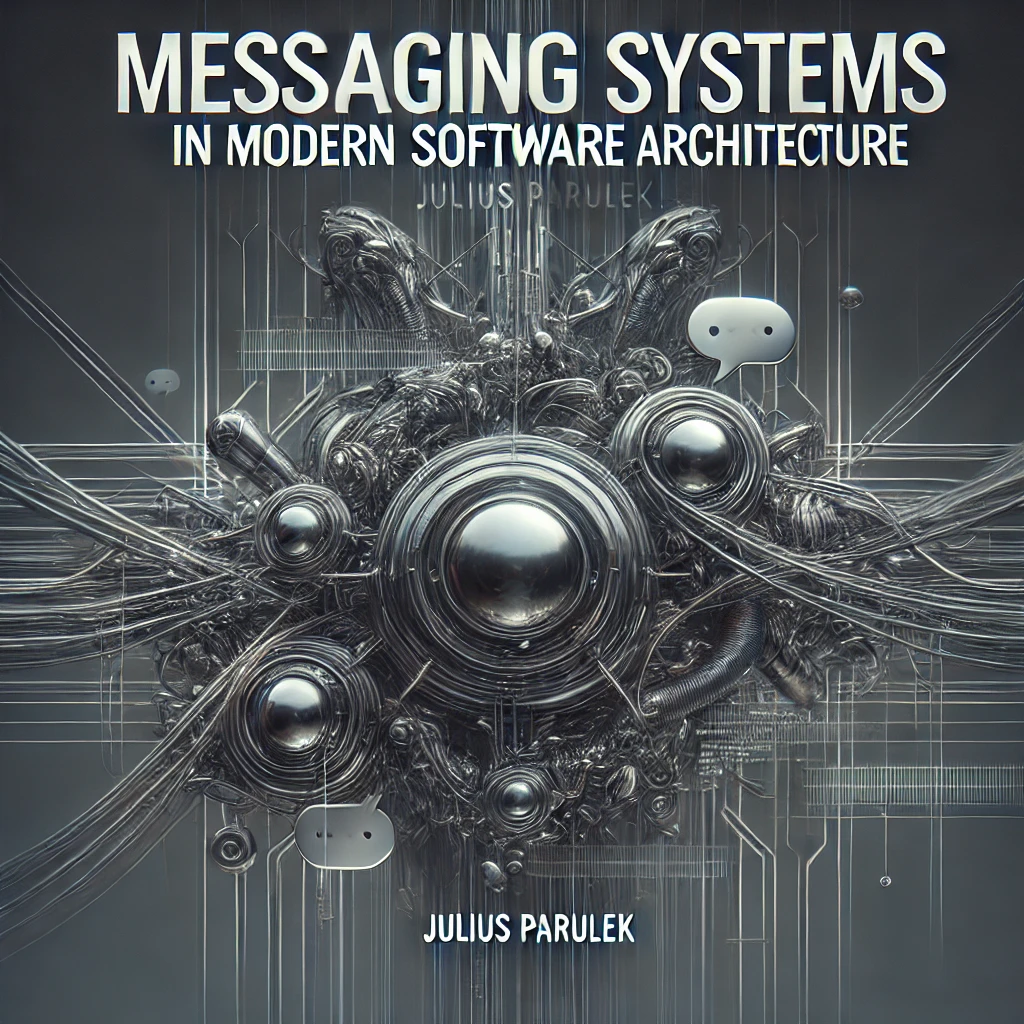 MESSAGING SYSTEMS
IN MODERN SOFTWARE ARCHITECTURE
JULIUS PARULEK
JULIUS PARULEK